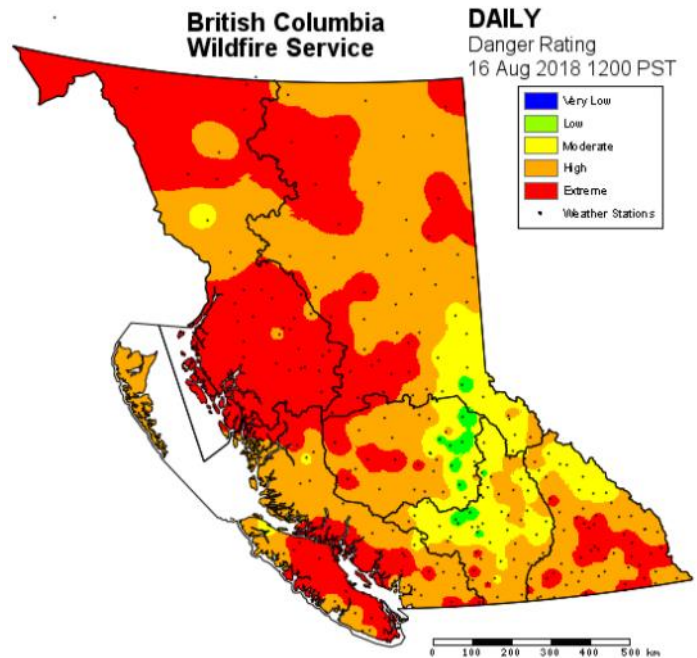 British Columbia
Wildfire Service
DAILY
Danger Rating
16 Aug 2018 1200 PST
Very Low
Low
Moderate
High
Extreme
Weather Stations
0 100 200 300 400 500 km